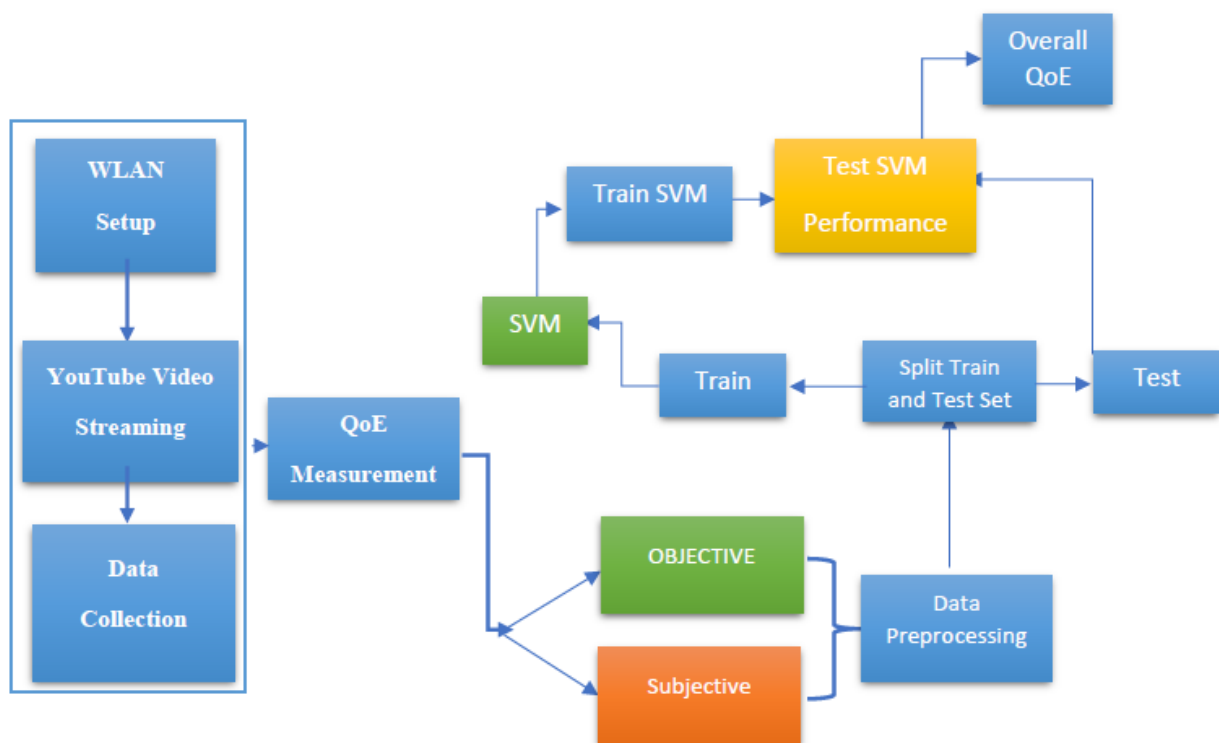 WLAN
Setup
YouTube Video
Streaming
Data
Collection
QoE
Measurement
OBJECTIVE
Subjective
Data
Preprocessing
Split Train
and Test Set
Train
Test
SVM
Train SVM
Test SVM
Performance
Overall
QoE